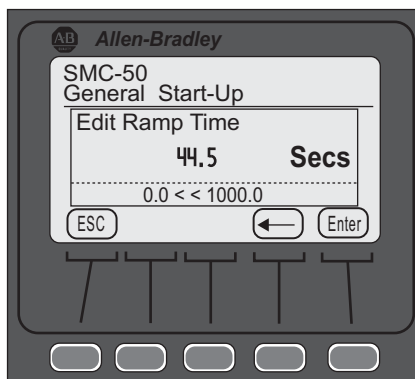 AB Allen-Bradley
SMC-50
General Start-Up
Edit Ramp Time
44.5 Secs
0.0 < < 1000.0
ESC ← Enter